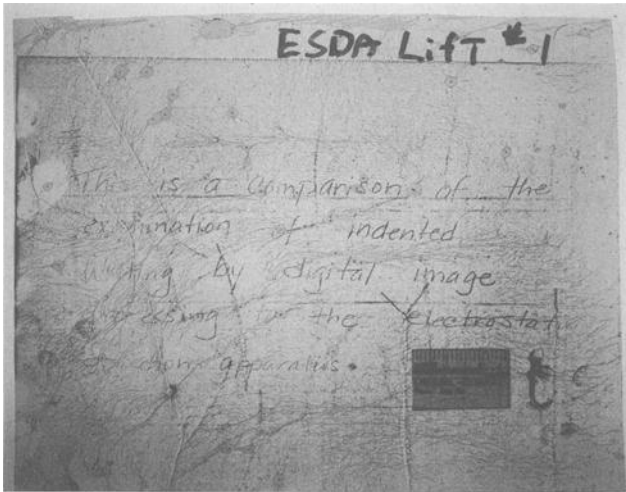 ESDA LifT #1
This is a comparison of the
examination of indented
writing by digital image
processing the electrostat
apparatus.
t